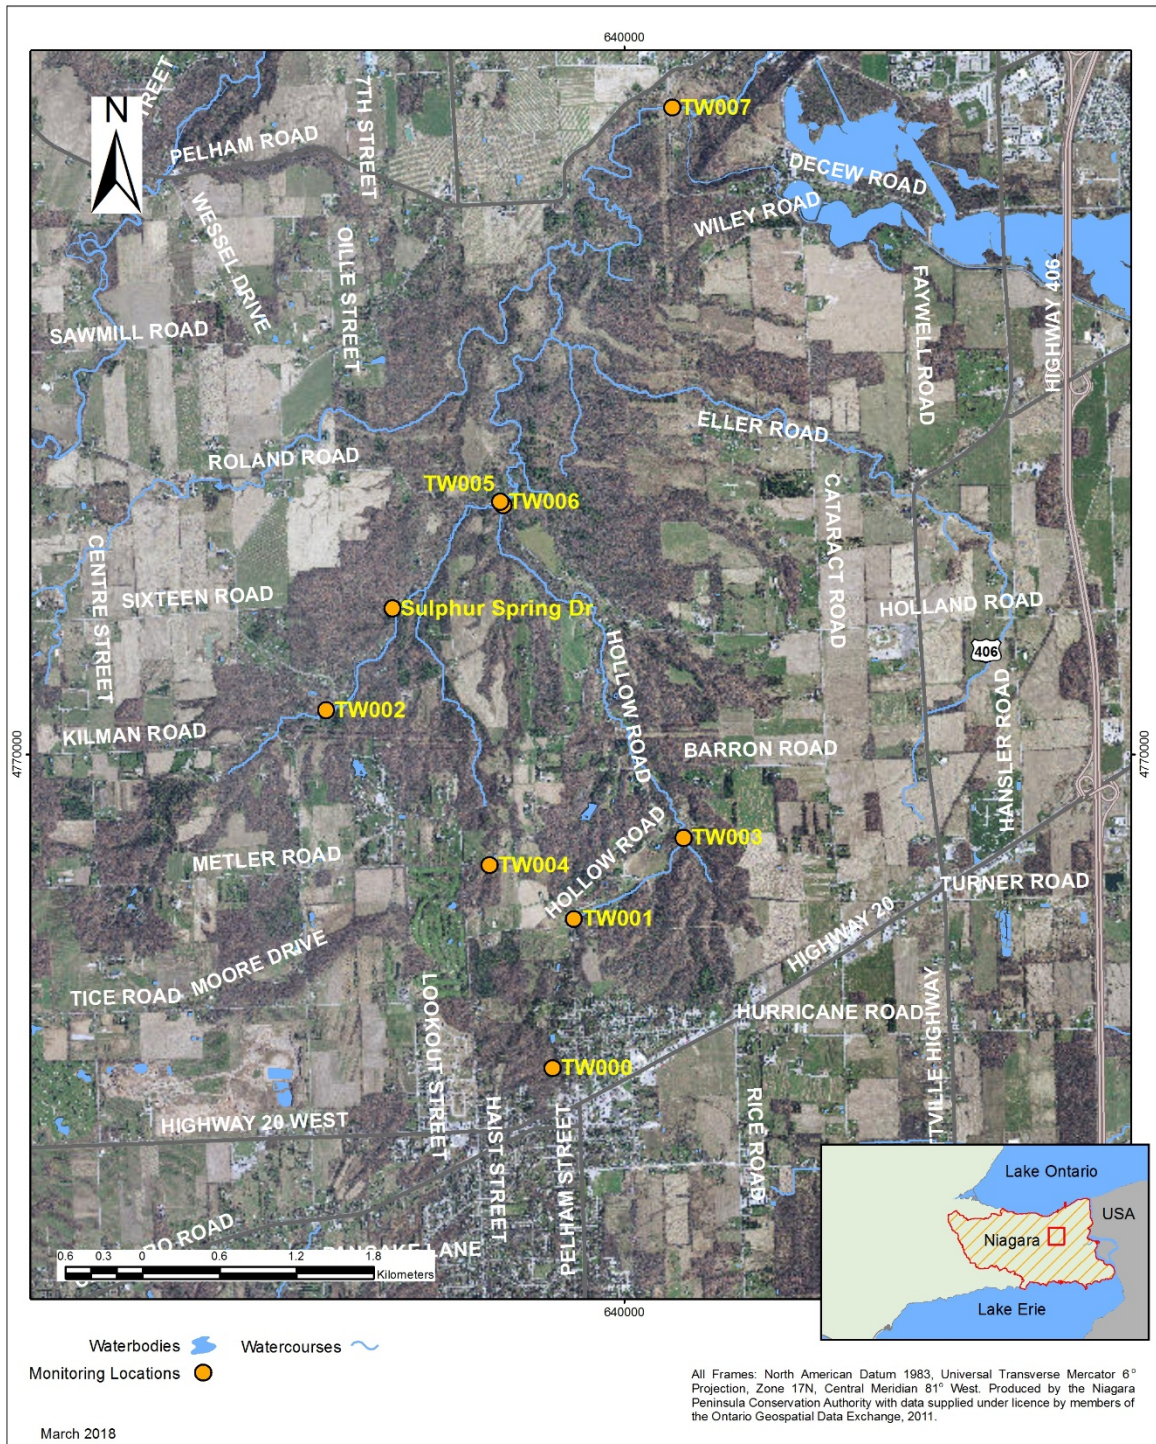 640000
N
STREET
7TH STREET
PELHAM ROAD
TW007
DECEW ROAD
WILEY ROAD
WESSEL DRIVE
OILLE STREET
FAYWELL ROAD
HIGHWAY 406
SAWMILL ROAD
ELLER ROAD
ROLAND ROAD
TW005
TW006
CATARACT ROAD
CENTRE STREET
SIXTEEN ROAD
Sulphur Spring Dr
HOLLAND ROAD
406
HOLLOW ROAD
HANSLER ROAD
TW002
KILMAN ROAD
BARRON ROAD
4770000
4770000
TW003
METLER ROAD
TW004
HOLLOW ROAD
TURNER ROAD
TW001
HIGHWAY 20
MOORE DRIVE
TICE ROAD
LOOKOUT STREET
HURRICANE ROAD
TVILLE HIGHWAY
TW000
HIGHWAY 20 WEST
HAIST STREET
PELHAM STREET
RICE ROAD
RO ROAD
LANE
0.6 0.3 0 0.6 1.2 1.8
Kilometers
640000
Lake Ontario
USA
Niagara
Lake Erie
Waterbodies
Watercourses
Monitoring Locations
All Frames: North American Datum 1983, Universal Transverse Mercator 6°
Projection, Zone 17N, Central Meridian 81° West. Produced by the Niagara
Peninsula Conservation Authority with data supplied under licence by members of
the Ontario Geospatial Data Exchange, 2011.
March 2018